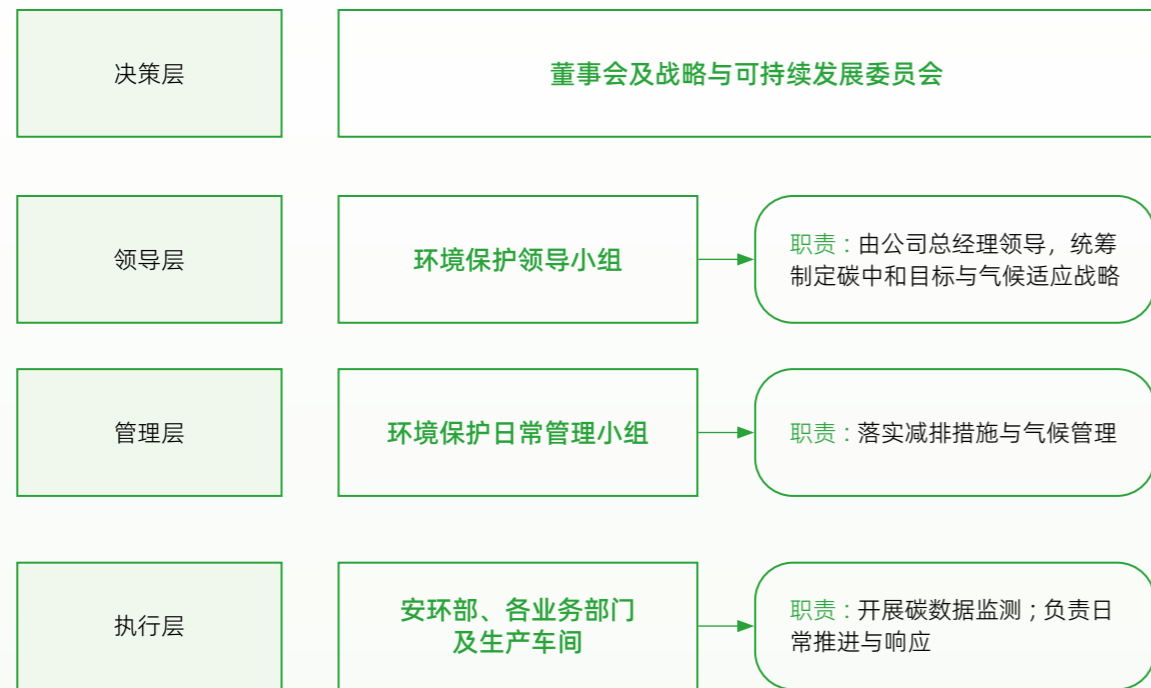 决策层
董事会及战略与可持续发展委员会
领导层
环境保护领导小组
职责：由公司总经理领导，统筹
制定碳中和目标与气候适应战略
管理层
环境保护日常管理小组
职责：落实减排措施与气候管理
执行层
安环部、各业务部门
及生产车间
职责：开展碳数据监测；负责日
常推进与响应